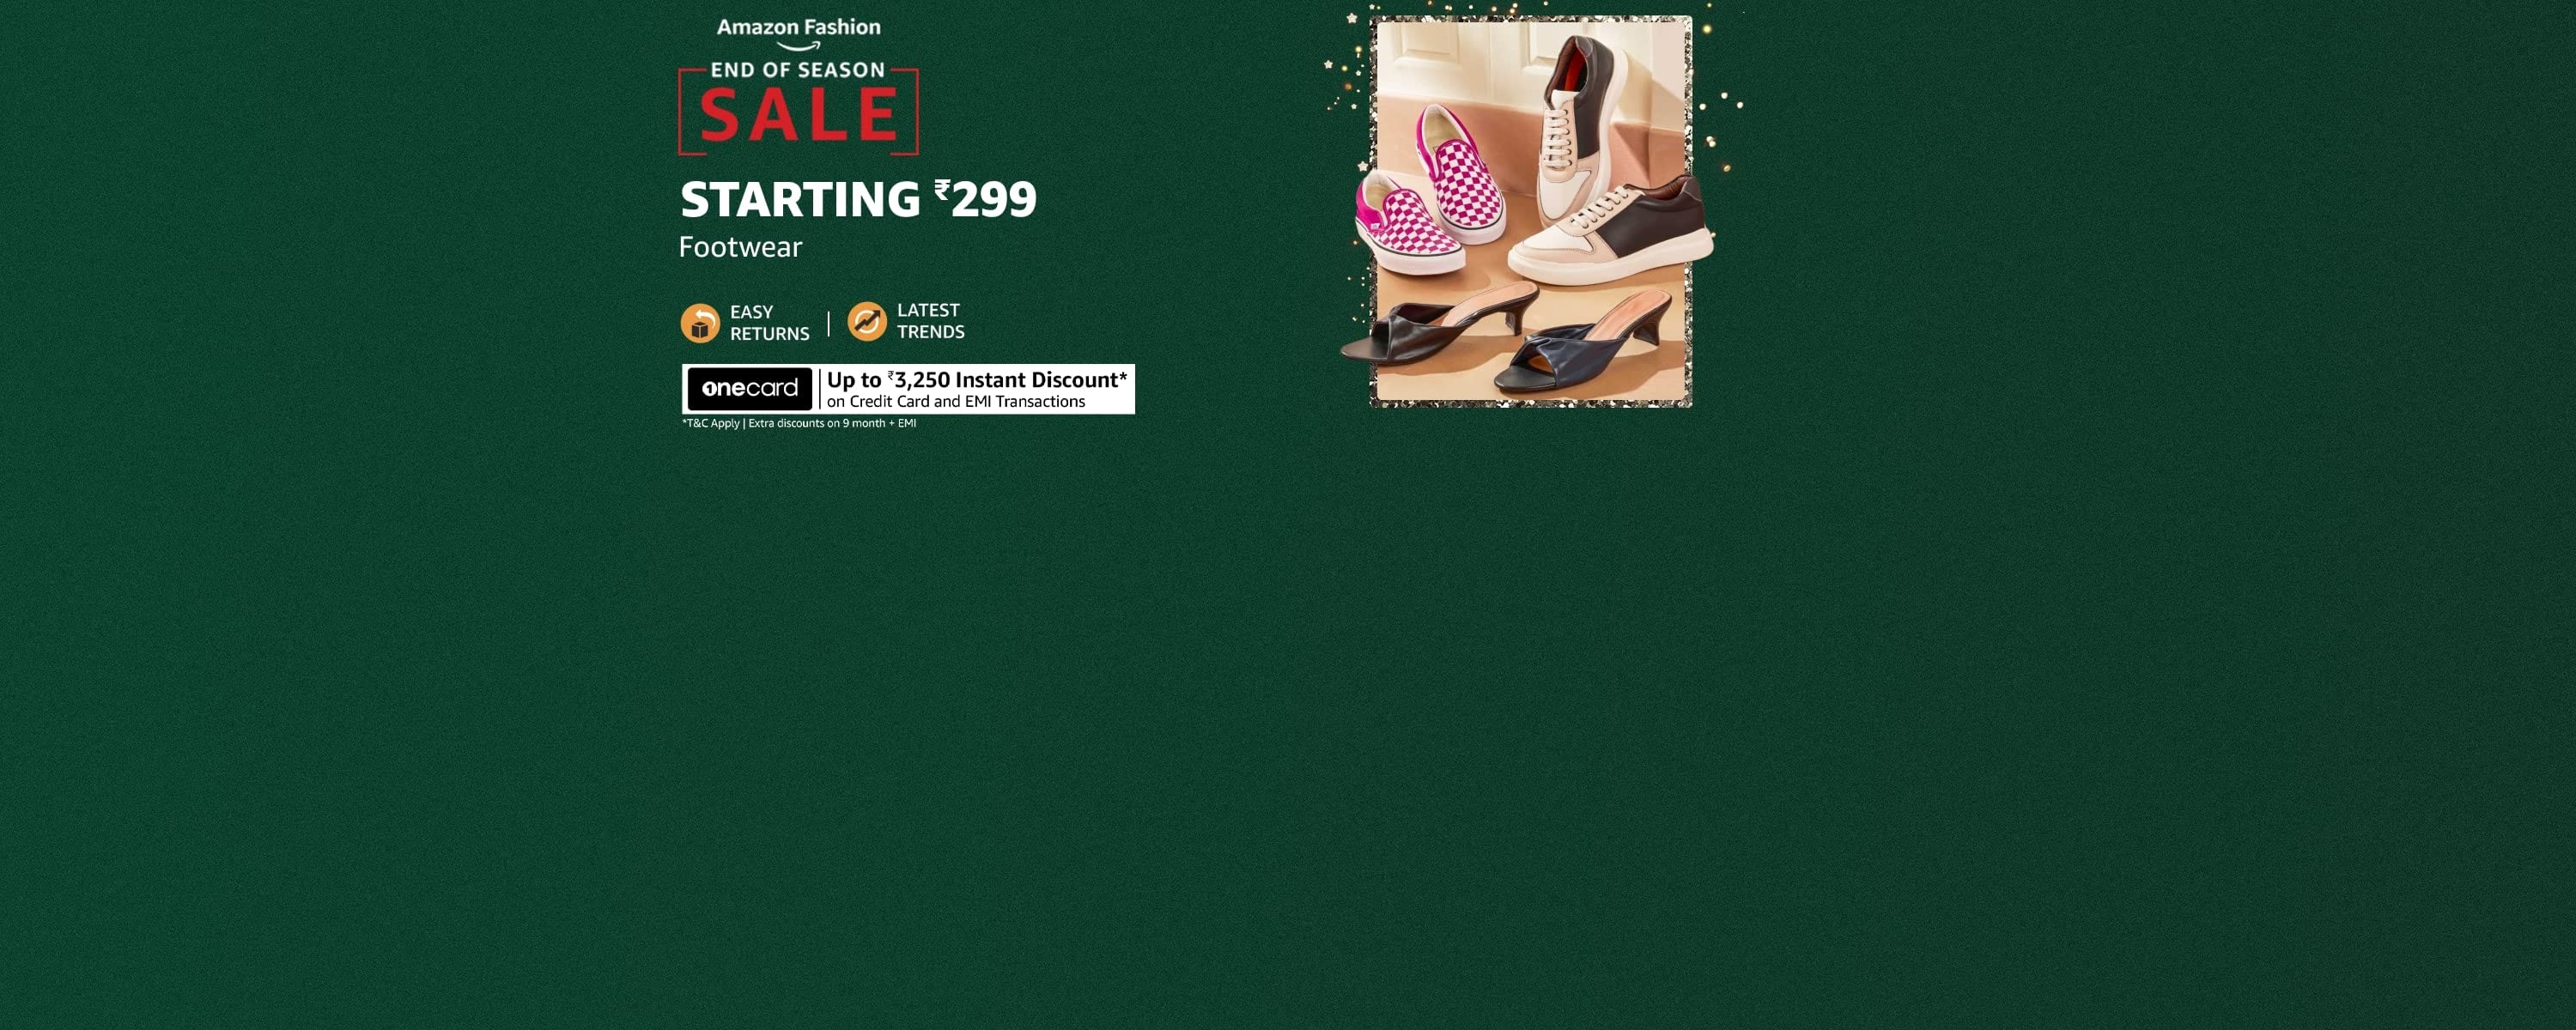 Amazon Fashion
END OF SEASON
SALE
STARTING ₹299
Footwear
EASY
RETURNS
LATEST
TRENDS
onecard
Up to ₹3,250 Instant Discount*
on Credit Card and EMI Transactions
*T&C Apply | Extra discounts on 9 month + EMI